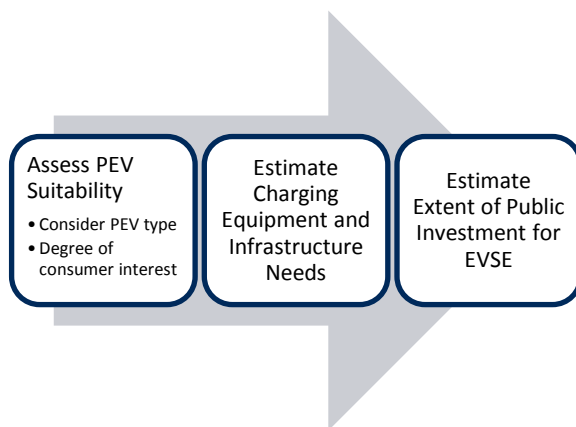 Assess PEV
Suitability
• Consider PEV type
• Degree of
consumer interest
Estimate
Charging
Equipment and
Infrastructure
Needs
Estimate
Extent of Public
Investment for
EVSE